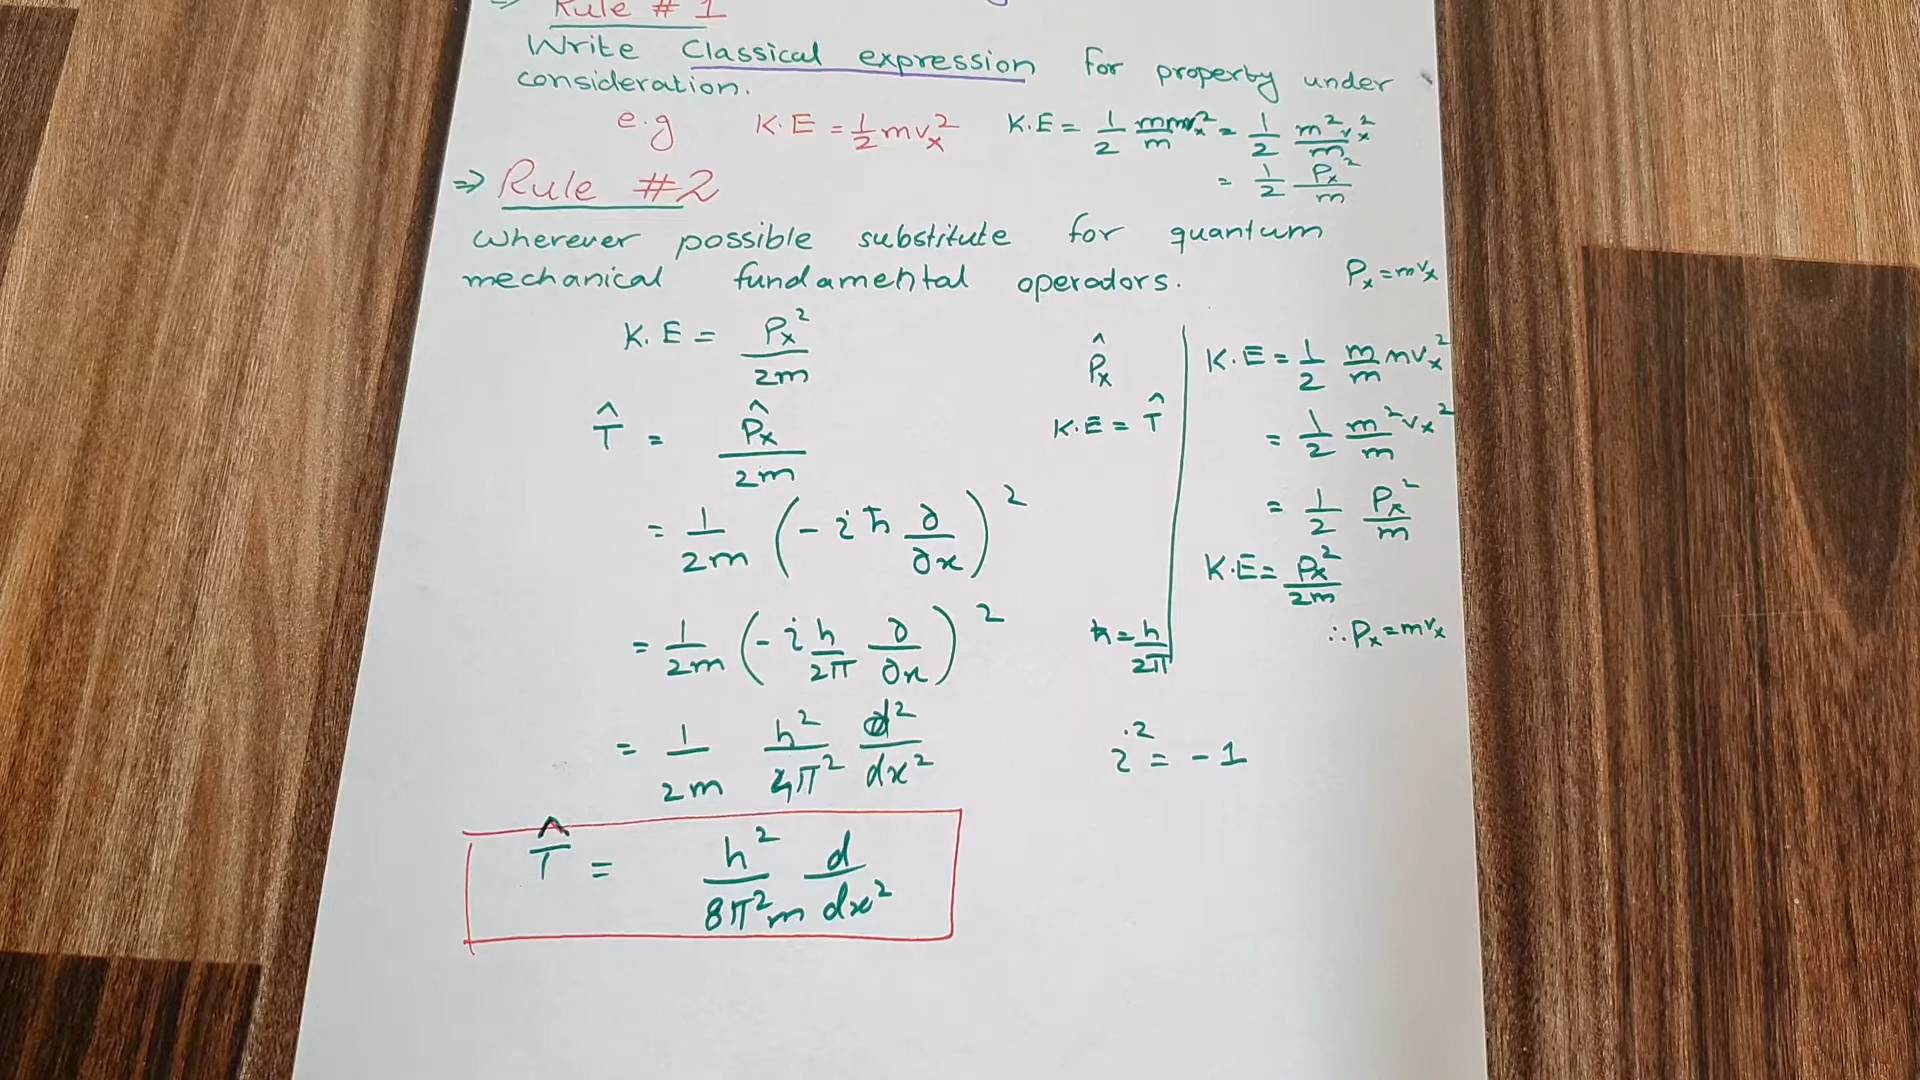 ⇒ Rule # 1
Write Classical expression for property under
consideration.
e.g K.E = 1/2 mvx² K.E = 1/2 mmvx²/m = 1/2 m²vx²/m
= 1/2 Px²/m
⇒ Rule #2
Wherever possible substitute for quantum
mechanical fundamental operators.
Px = mvx
K.E = Px²/2m
P̂x
K.E = T̂
T̂ = P̂x/2m
= 1/2m (-iħ ∂/∂x)²
= 1/2m (-i h/2π ∂/∂x)²
ħ = h/2π
= 1/2m h²/4π² d²/dx²
i² = -1
T̂ = h²/8π²m d/dx²
K.E = 1/2 m/m mvx²
= 1/2 m²vx²/m
= 1/2 Px²/m
K.E = Px²/2m
∴ Px = mvx